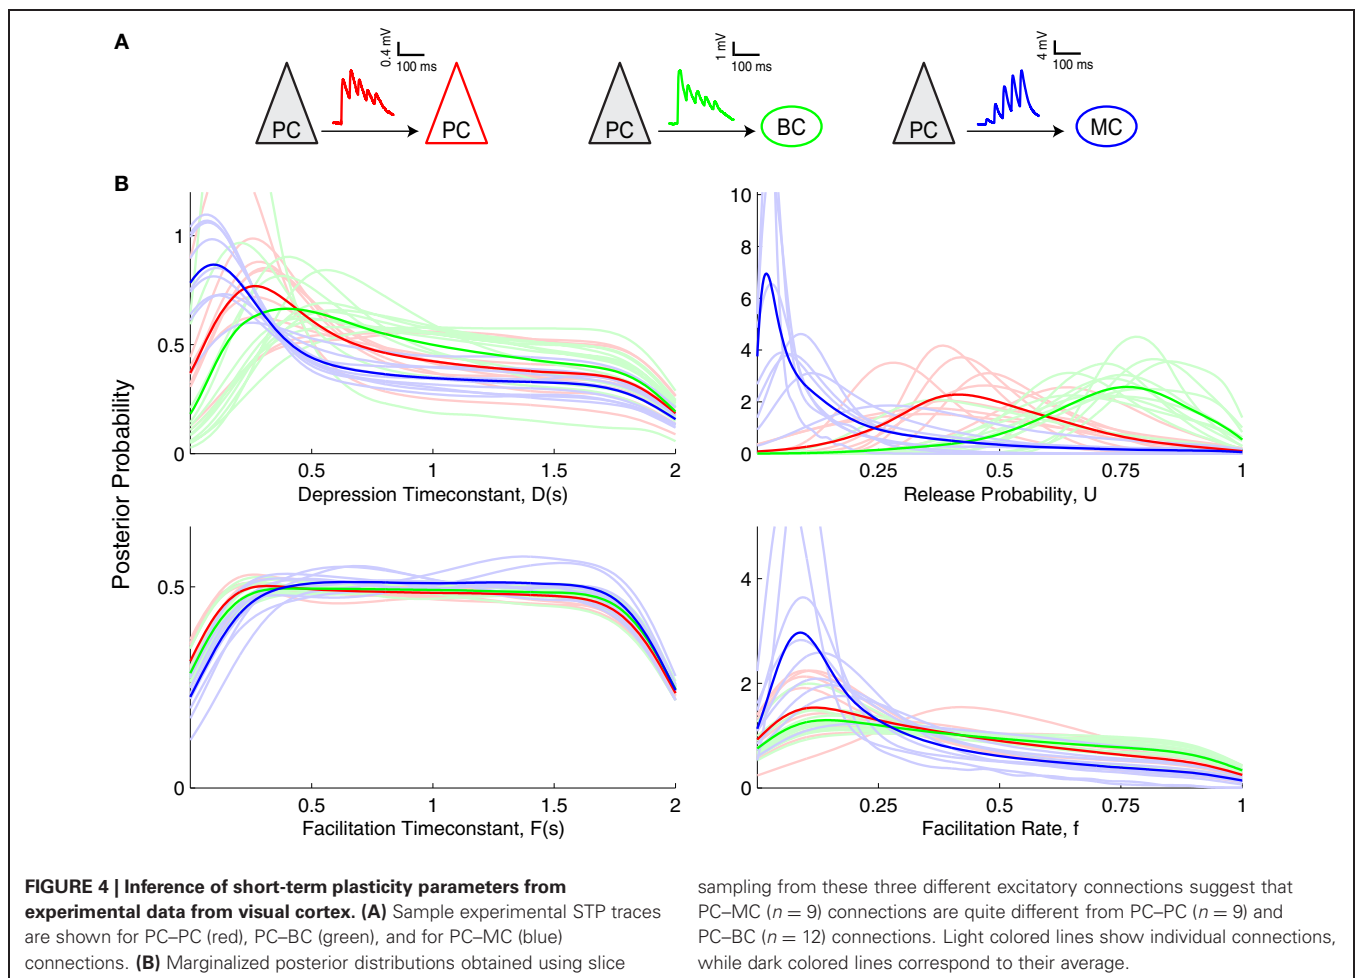 A
0.4 mV
100 ms
1 mV
100 ms
4 mV
100 ms
PC
PC
PC
BC
PC
MC
B
Posterior Probability
1
0.5
0
0.5
1
1.5
2
Depression Timeconstant, D(s)
10
8
6
4
2
0
0.25
0.5
0.75
1
Release Probability, U
0.5
0
0.5
1
1.5
2
Facilitation Timeconstant, F(s)
4
2
0
0.25
0.5
0.75
1
Facilitation Rate, f
FIGURE 4 | Inference of short-term plasticity parameters from
experimental data from visual cortex. (A) Sample experimental STP traces
are shown for PC–PC (red), PC–BC (green), and for PC–MC (blue)
connections. (B) Marginalized posterior distributions obtained using slice
sampling from these three different excitatory connections suggest that
PC–MC (n = 9) connections are quite different from PC–PC (n = 9) and
PC–BC (n = 12) connections. Light colored lines show individual connections,
while dark colored lines correspond to their average.